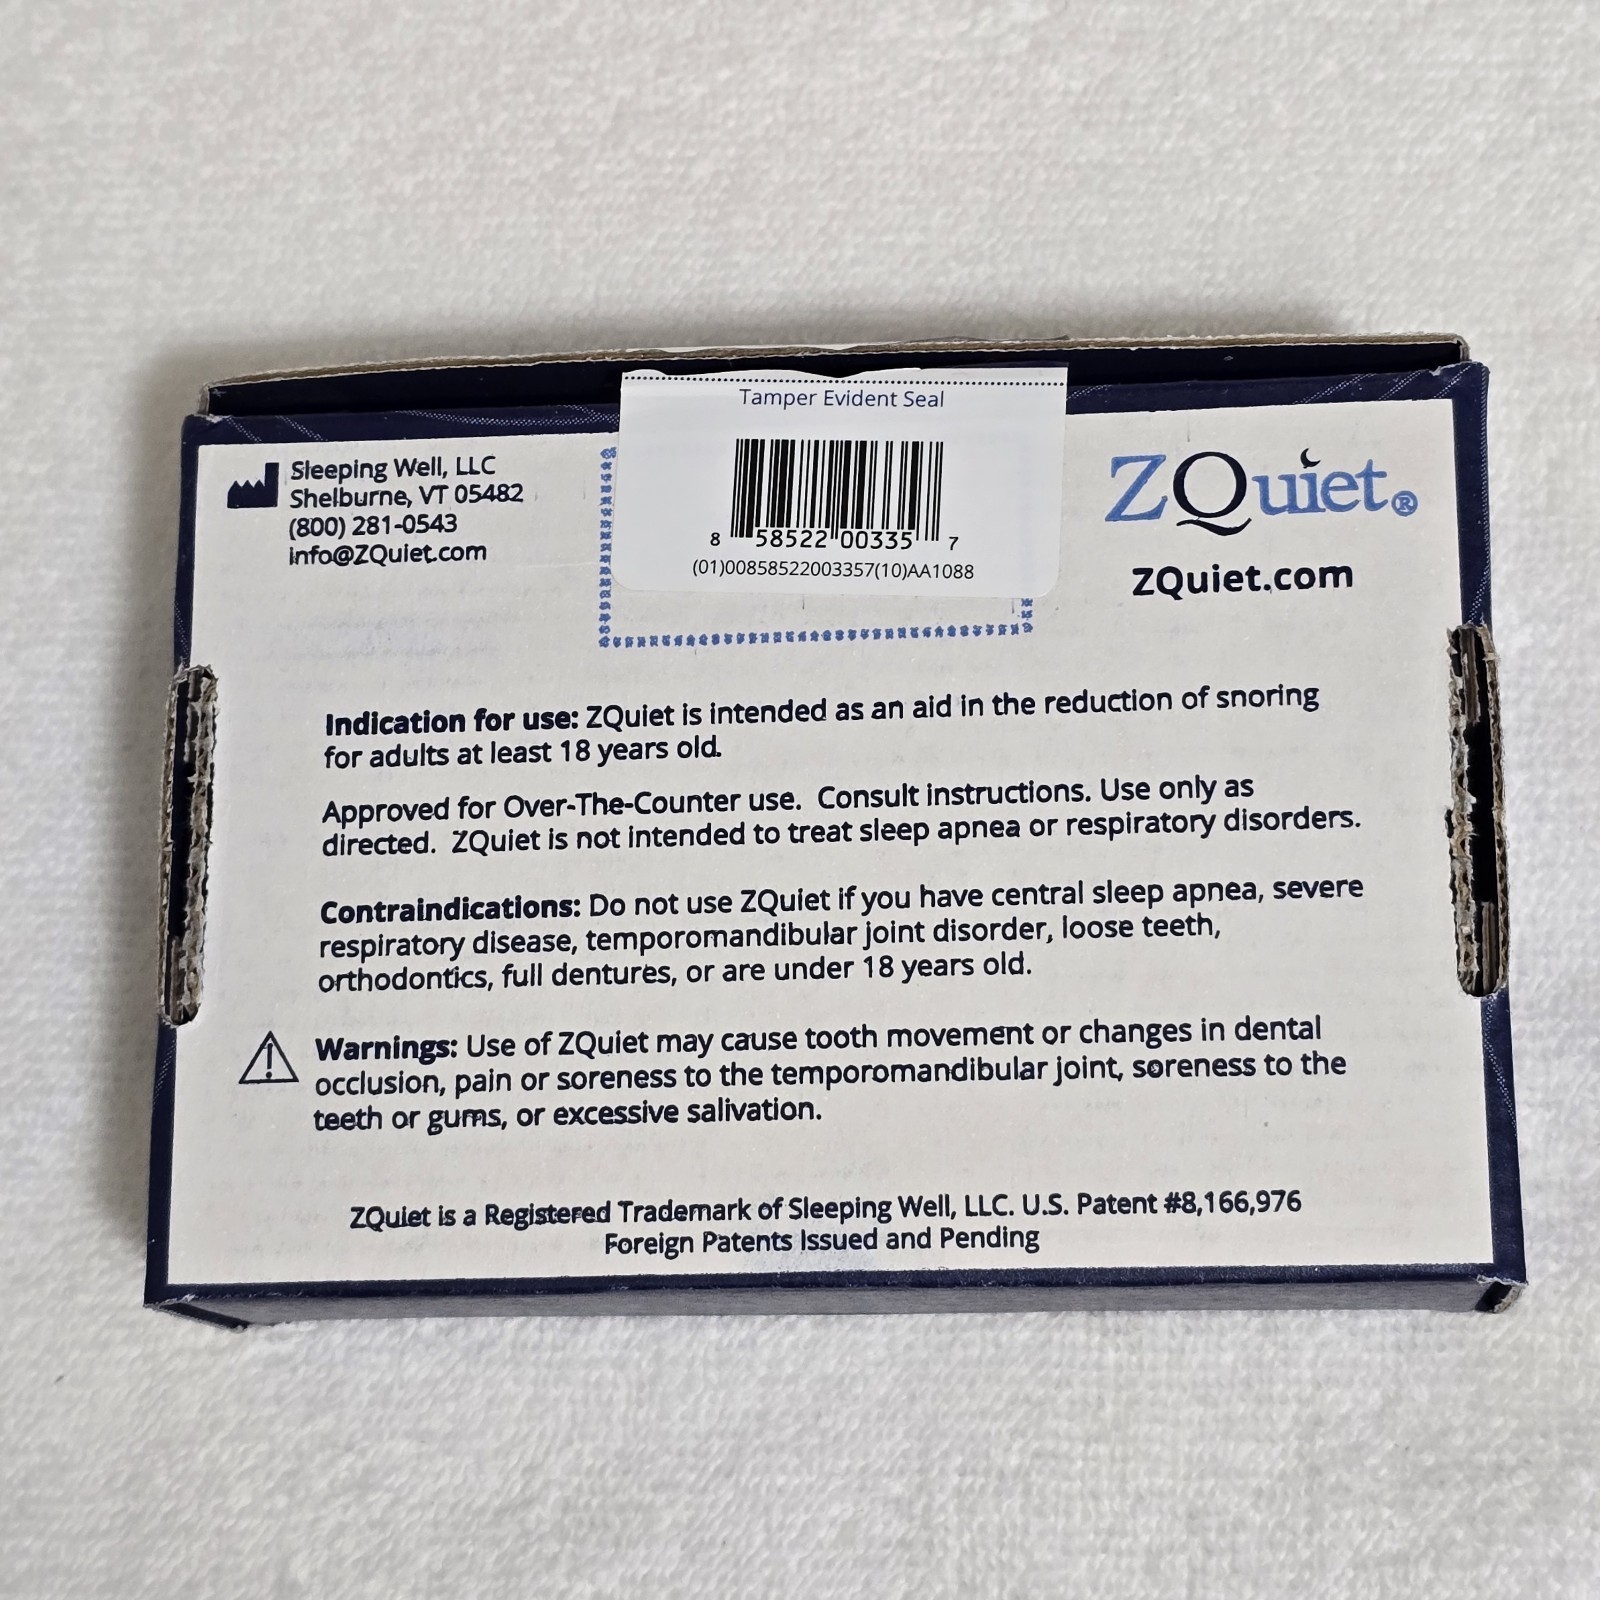 Tamper Evident Seal
8 58522 00335 7
(01)00858522003357(10)AA1088
Sleeping Well, LLC
Shelburne, VT 05482
(800) 281-0543
info@ZQuiet.com
ZQuiet®
ZQuiet.com
Indication for use: ZQuiet is intended as an aid in the reduction of snoring
for adults at least 18 years old.
Approved for Over-The-Counter use. Consult instructions. Use only as
directed. ZQuiet is not intended to treat sleep apnea or respiratory disorders.
Contraindications: Do not use ZQuiet if you have central sleep apnea, severe
respiratory disease, temporomandibular joint disorder, loose teeth,
orthodontics, full dentures, or are under 18 years old.
Warnings: Use of ZQuiet may cause tooth movement or changes in dental
occlusion, pain or soreness to the temporomandibular joint, soreness to the
teeth or gums, or excessive salivation.
ZQuiet is a Registered Trademark of Sleeping Well, LLC. U.S. Patent #8,166,976
Foreign Patents Issued and Pending